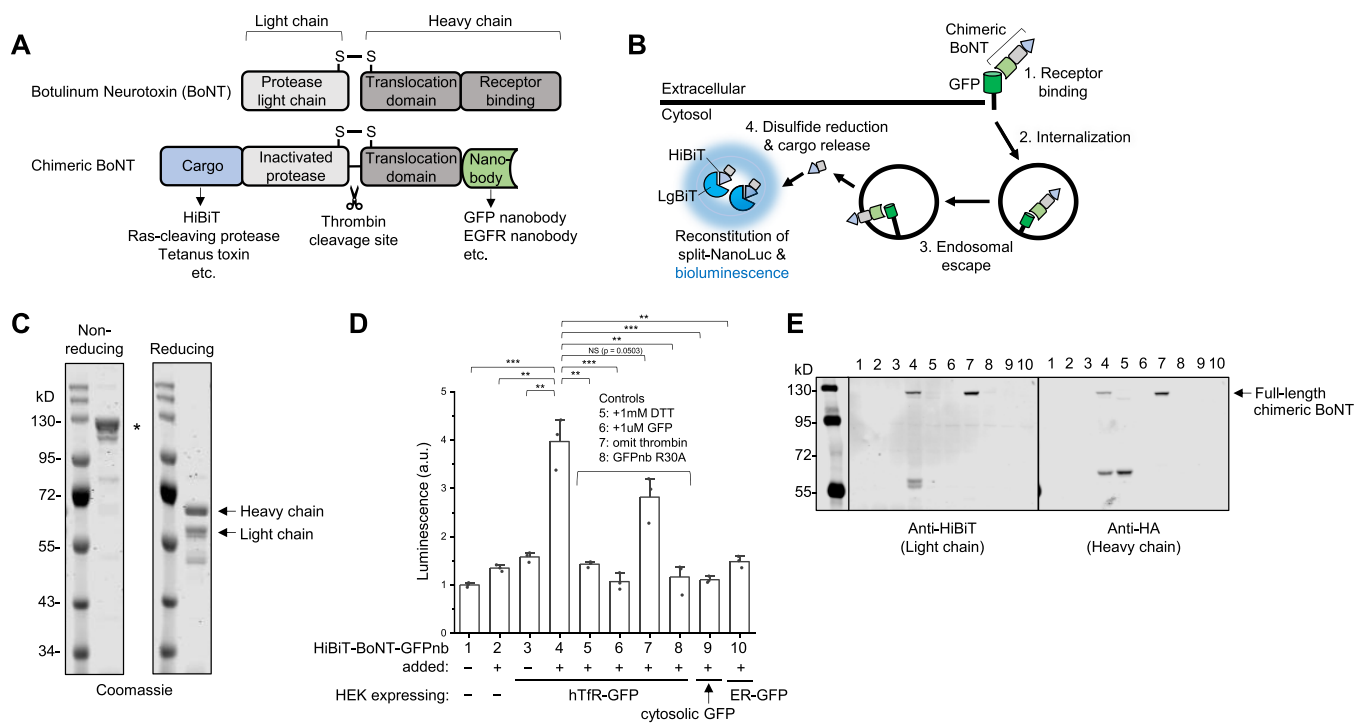 A
Light chain
Heavy chain
S
S
Botulinum Neurotoxin (BoNT)
Protease
light chain
Translocation
domain
Receptor
binding
S
S
Chimeric BoNT
Cargo
Inactivated
protease
Translocation
domain
Nano-
body
HiBiT
Ras-cleaving protease
Tetanus toxin
etc.
Thrombin
cleavage site
GFP nanobody
EGFR nanobody
etc.
B
Chimeric
BoNT
GFP
1. Receptor
binding
Extracellular
Cytosol
2. Internalization
4. Disulfide reduction
& cargo release
HiBiT
LgBiT
3. Endosomal
escape
Reconstitution of
split-NanoLuc &
bioluminescence
C
Non-
reducing
Reducing
kD
130-
*
95-
72-
55-
43-
34-
Heavy chain
Light chain
Coomassie
D
**
***
**
NS (p = 0.0503)
*** ***
** **
**
Controls
5: +1mM DTT
6: +1uM GFP
7: omit thrombin
8: GFPnb R30A
Luminescence (a.u.)
5
4
3
2
1
0
HiBiT-BoNT-GFPnb 1 2 3 4 5 6 7 8 9 10
added: – + – + + + + + + +
HEK expressing: – – hTfR-GFP ER-GFP
cytosolic GFP
E
kD 1 2 3 4 5 7 8 9 10 1 2 3 4 5 7 8 9 10
130-
95-
72-
55-
Full-length
chimeric BoNT
Anti-HiBiT
(Light chain)
Anti-HA
(Heavy chain)